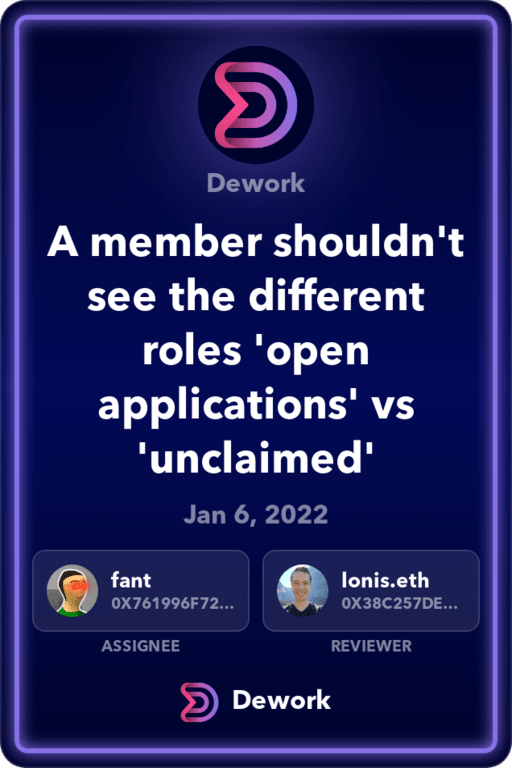 Dework
A member shouldn't
see the different
roles 'open
applications' vs
'unclaimed'
Jan 6, 2022
fant
0X761996F72...
lonis.eth
0X38C257DE...
ASSIGNEE
REVIEWER
Dework